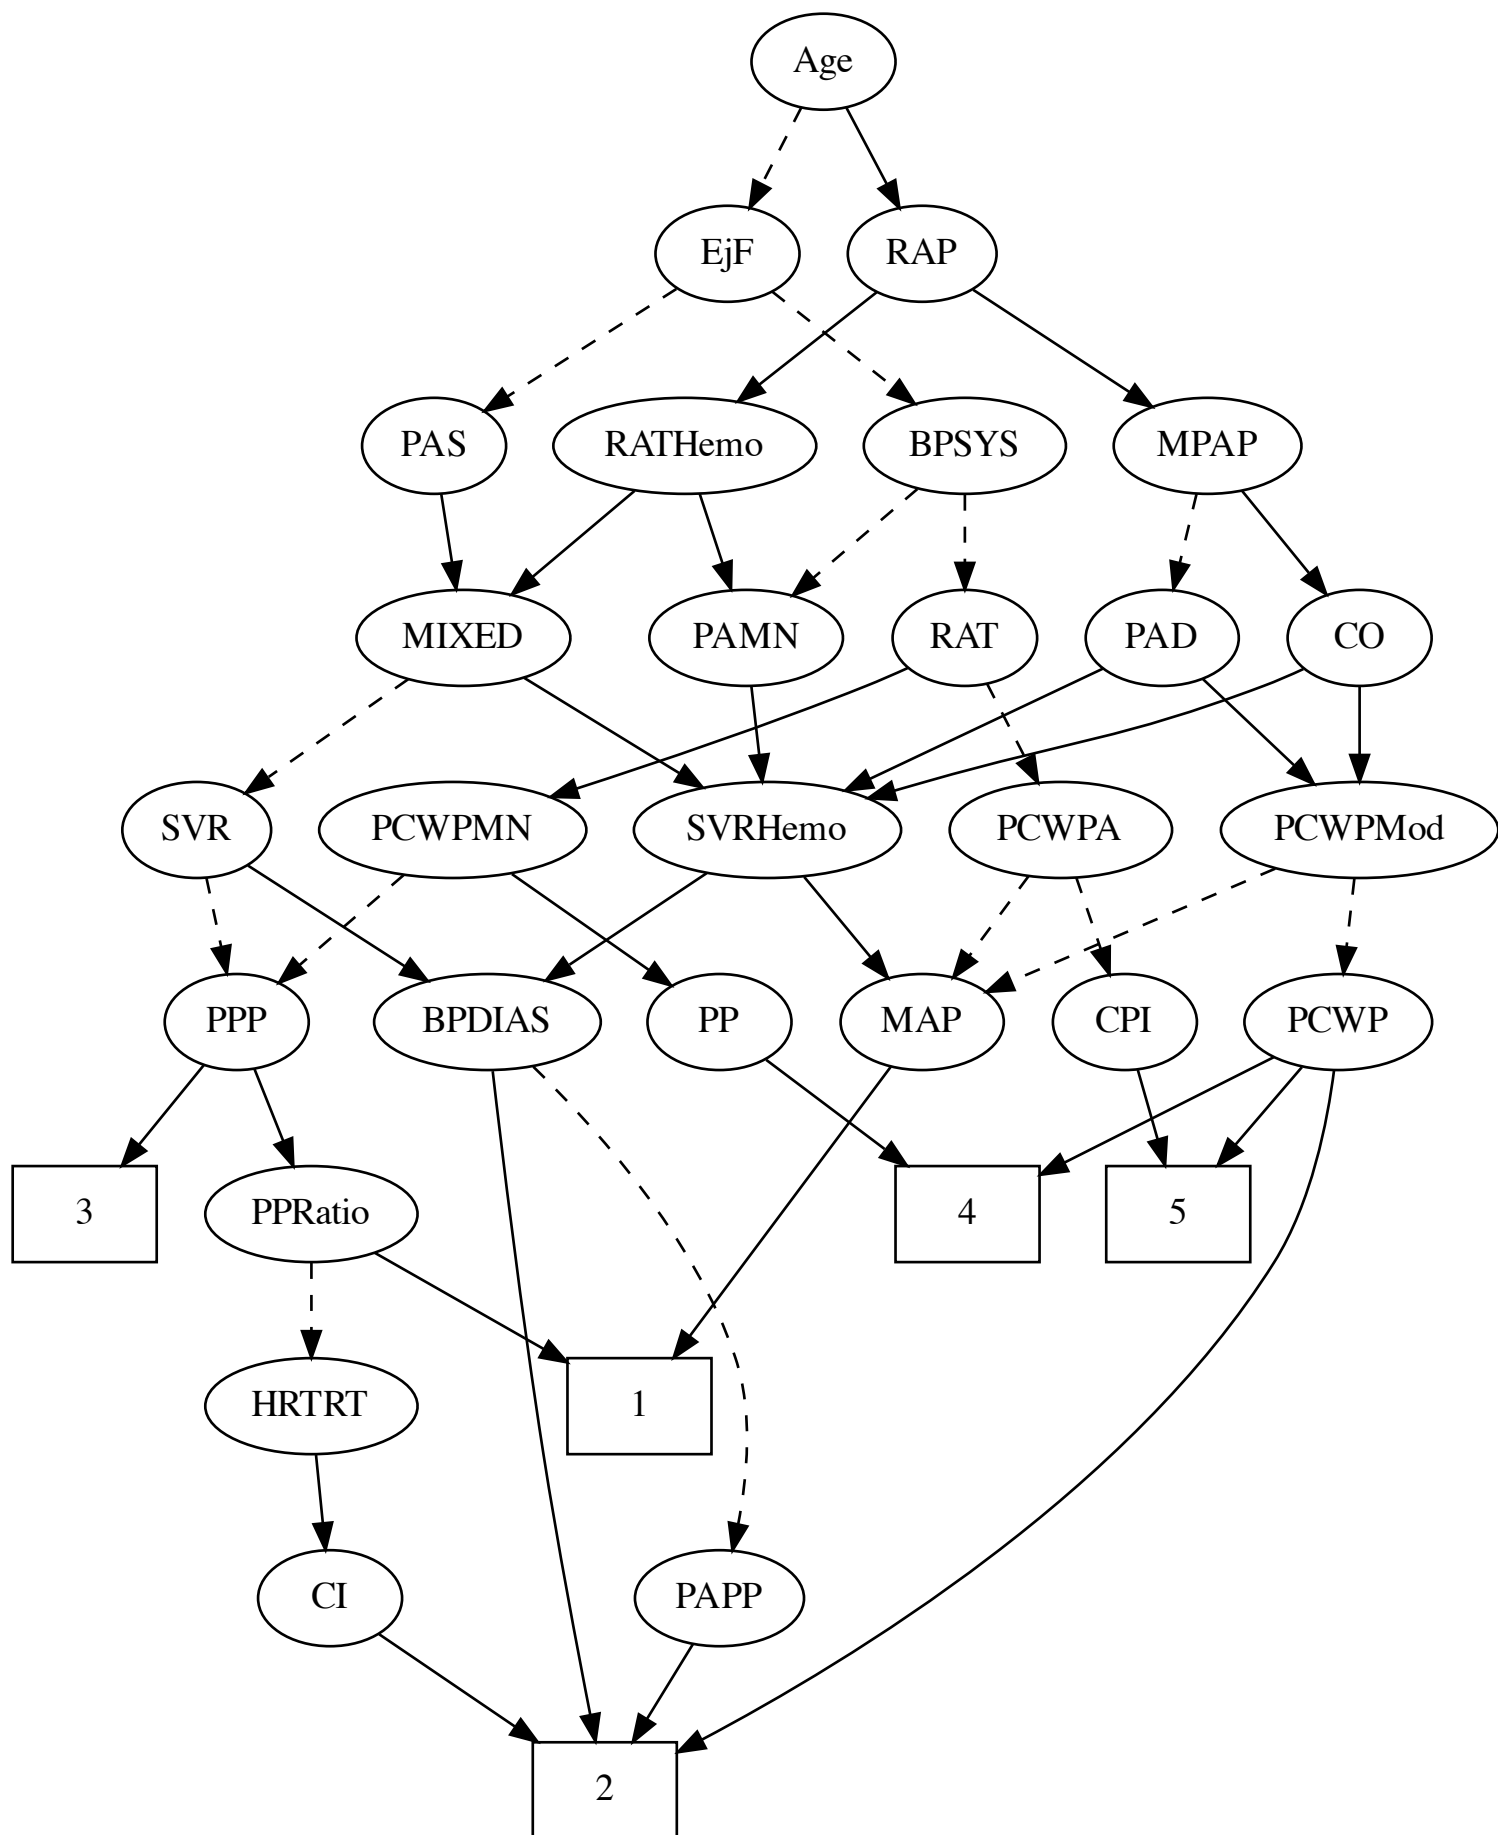 Age
EjF
RAP
PAS
RATHemo
BPSYS
MPAP
MIXED
PAMN
RAT
PAD
CO
SVR
PCWPMN
SVRHemo
PCWPA
PCWPMod
PPP
BPDIAS
PP
MAP
CPI
PCWP
3
PPRatio
4
5
HRTRT
1
CI
PAPP
2